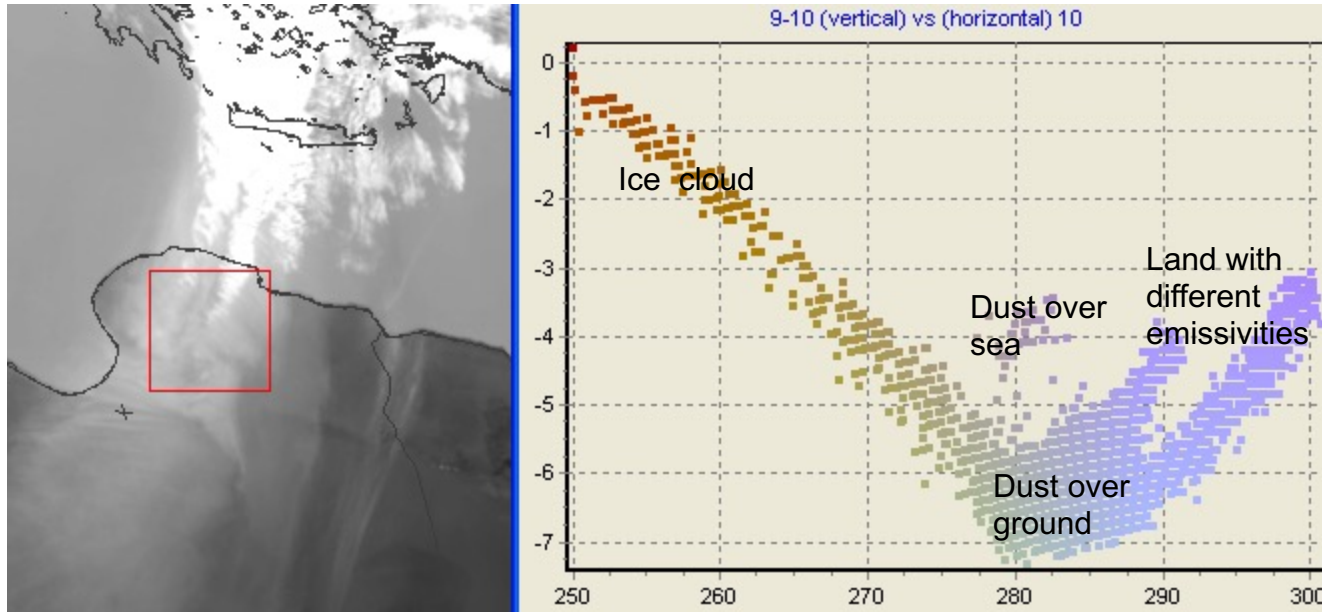 9-10 (vertical) vs (horizontal) 10
0
-1
Ice cloud
-2
-3
Land with
different
emissivities
Dust over
sea
-4
-5
-6
Dust over
ground
-7
250
260
270
280
290
300